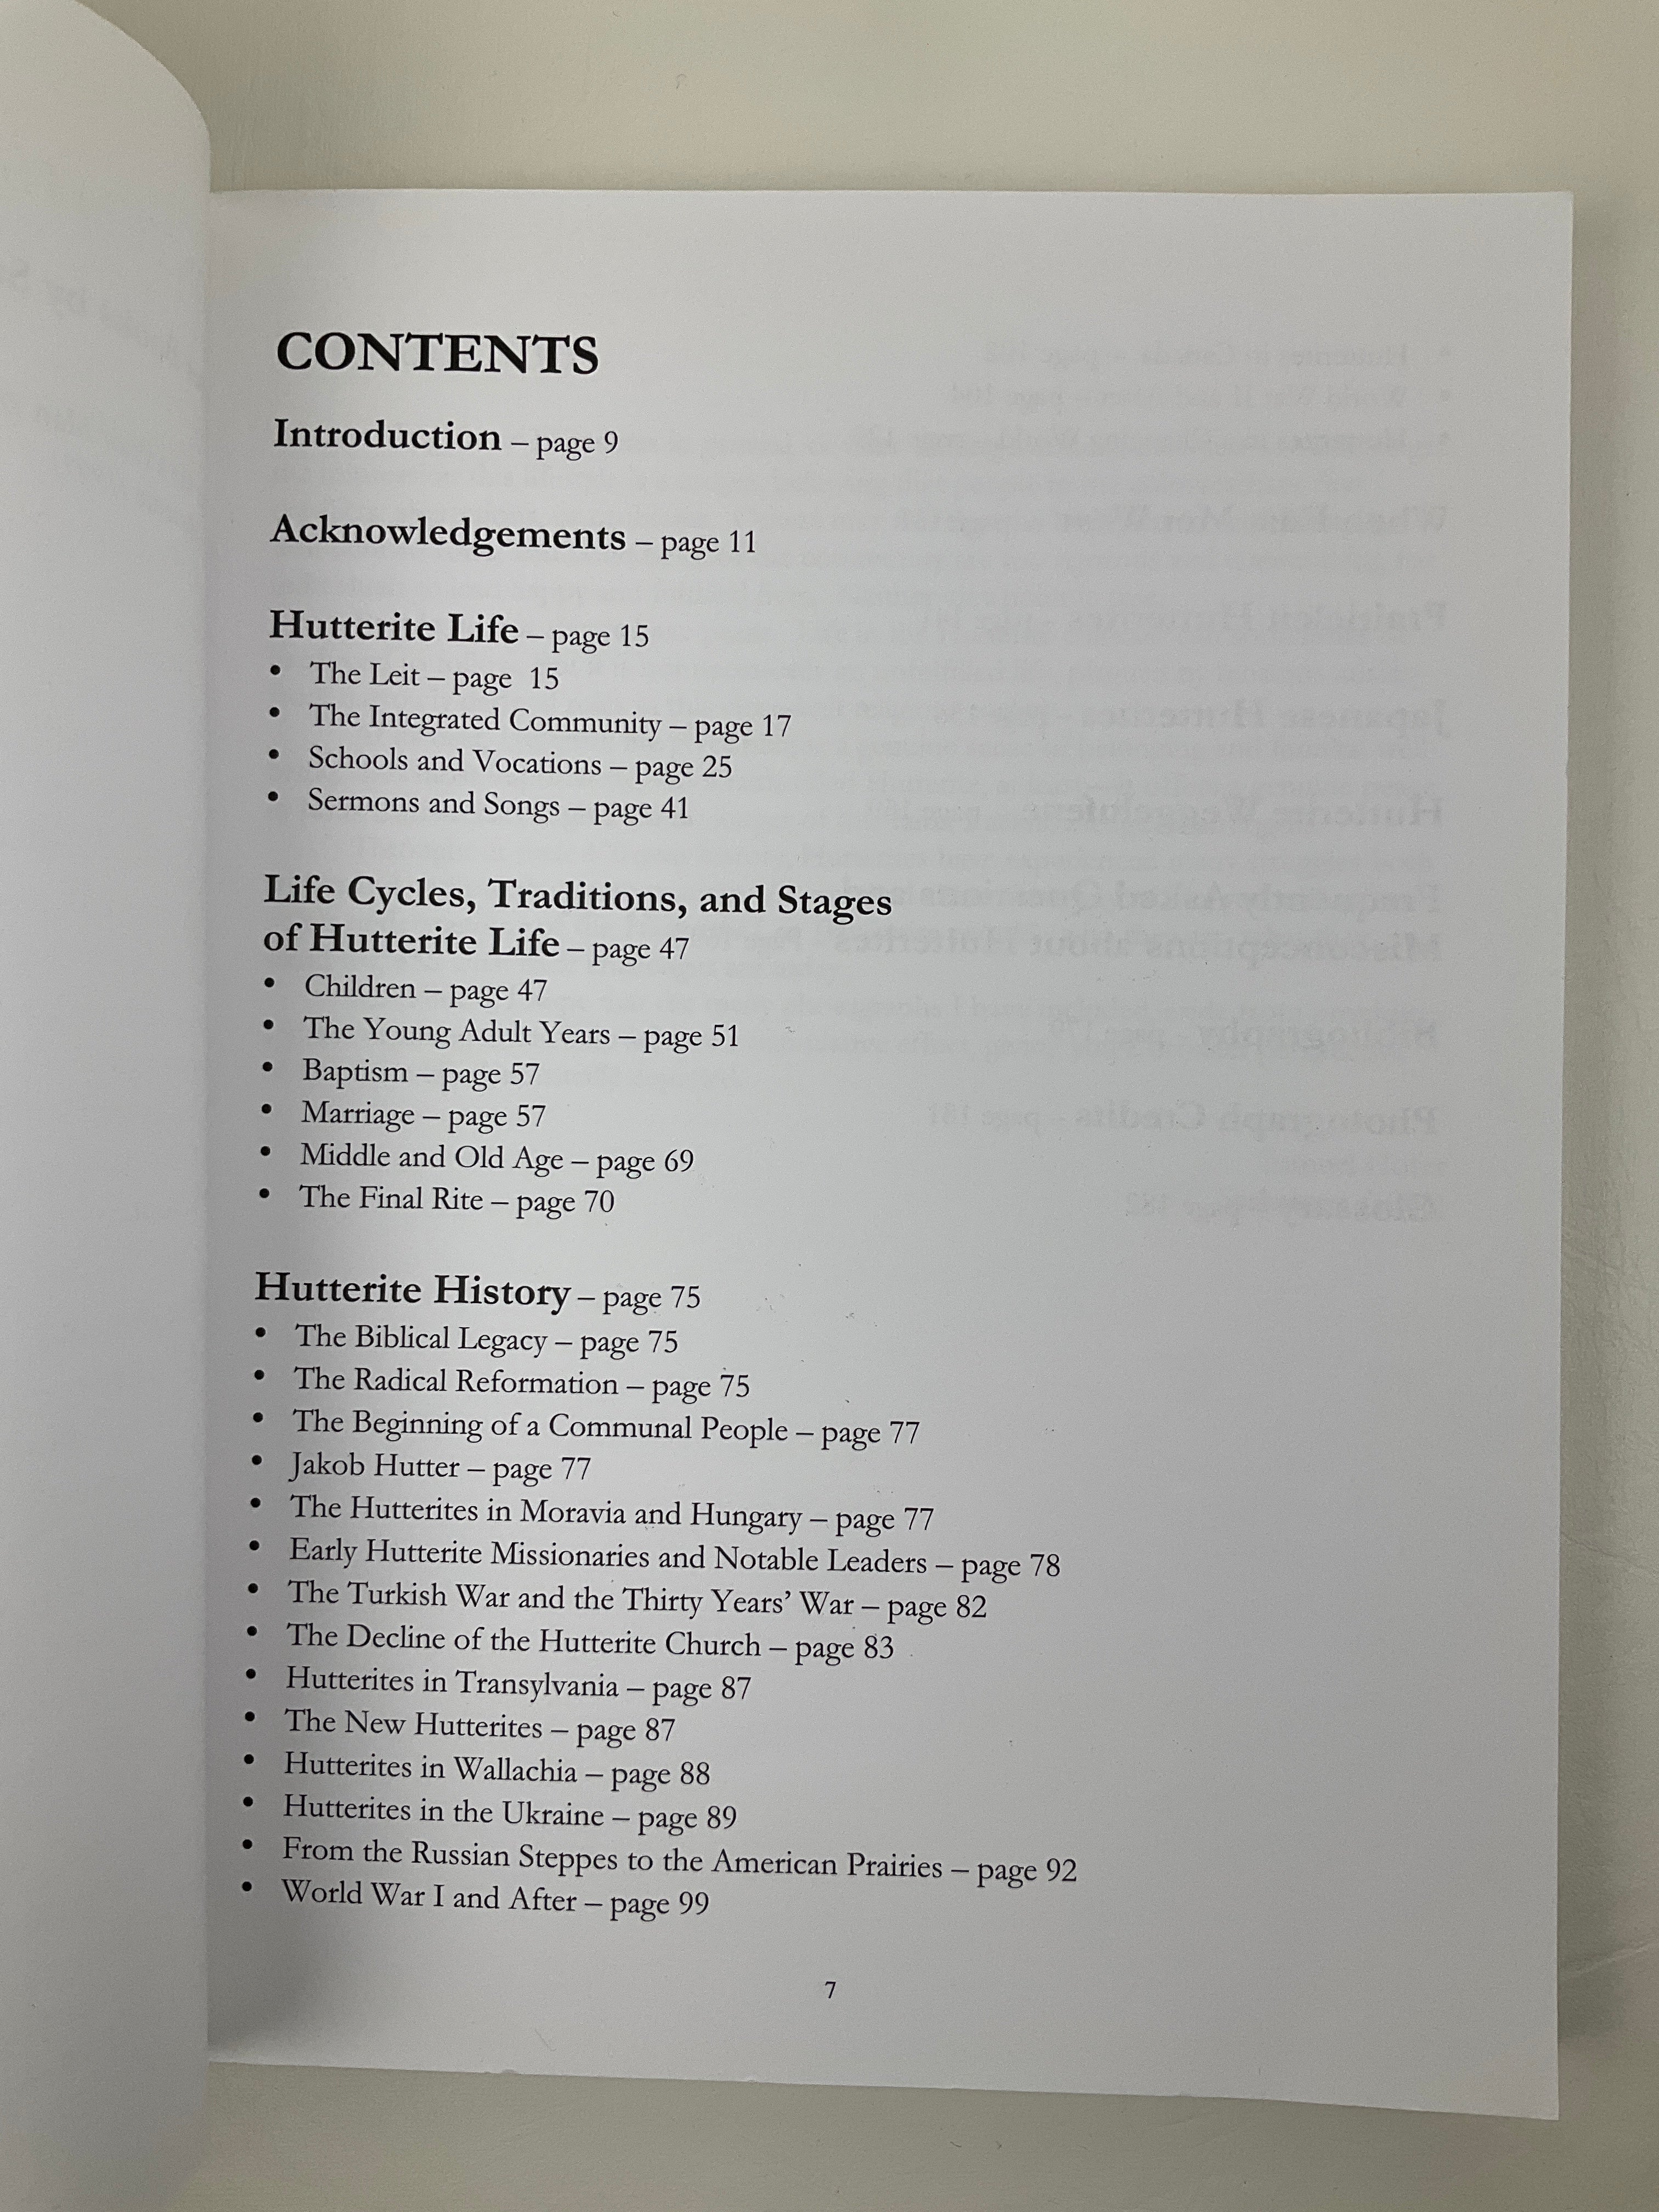 CONTENTS
Introduction – page 9
Acknowledgements – page 11
Hutterite Life – page 15
• The Leit – page  15
• The Integrated Community – page 17
• Schools and Vocations – page 25
• Sermons and Songs – page 41
Life Cycles, Traditions, and Stages
of Hutterite Life – page 47
• Children – page 47
• The Young Adult Years – page 51
• Baptism – page 57
• Marriage – page 57
• Middle and Old Age – page 69
• The Final Rite – page 70
Hutterite History – page 75
• The Biblical Legacy – page 75
• The Radical Reformation – page 75
• The Beginning of a Communal People – page 77
• Jakob Hutter – page 77
• The Hutterites in Moravia and Hungary – page 77
• Early Hutterite Missionaries and Notable Leaders – page 78
• The Turkish War and the Thirty Years’ War – page 82
• The Decline of the Hutterite Church – page 83
• Hutterites in Transylvania – page 87
• The New Hutterites – page 87
• Hutterites in Wallachia – page 88
• Hutterites in the Ukraine – page 89
• From the Russian Steppes to the American Prairies – page 92
• World War I and After – page 99
7